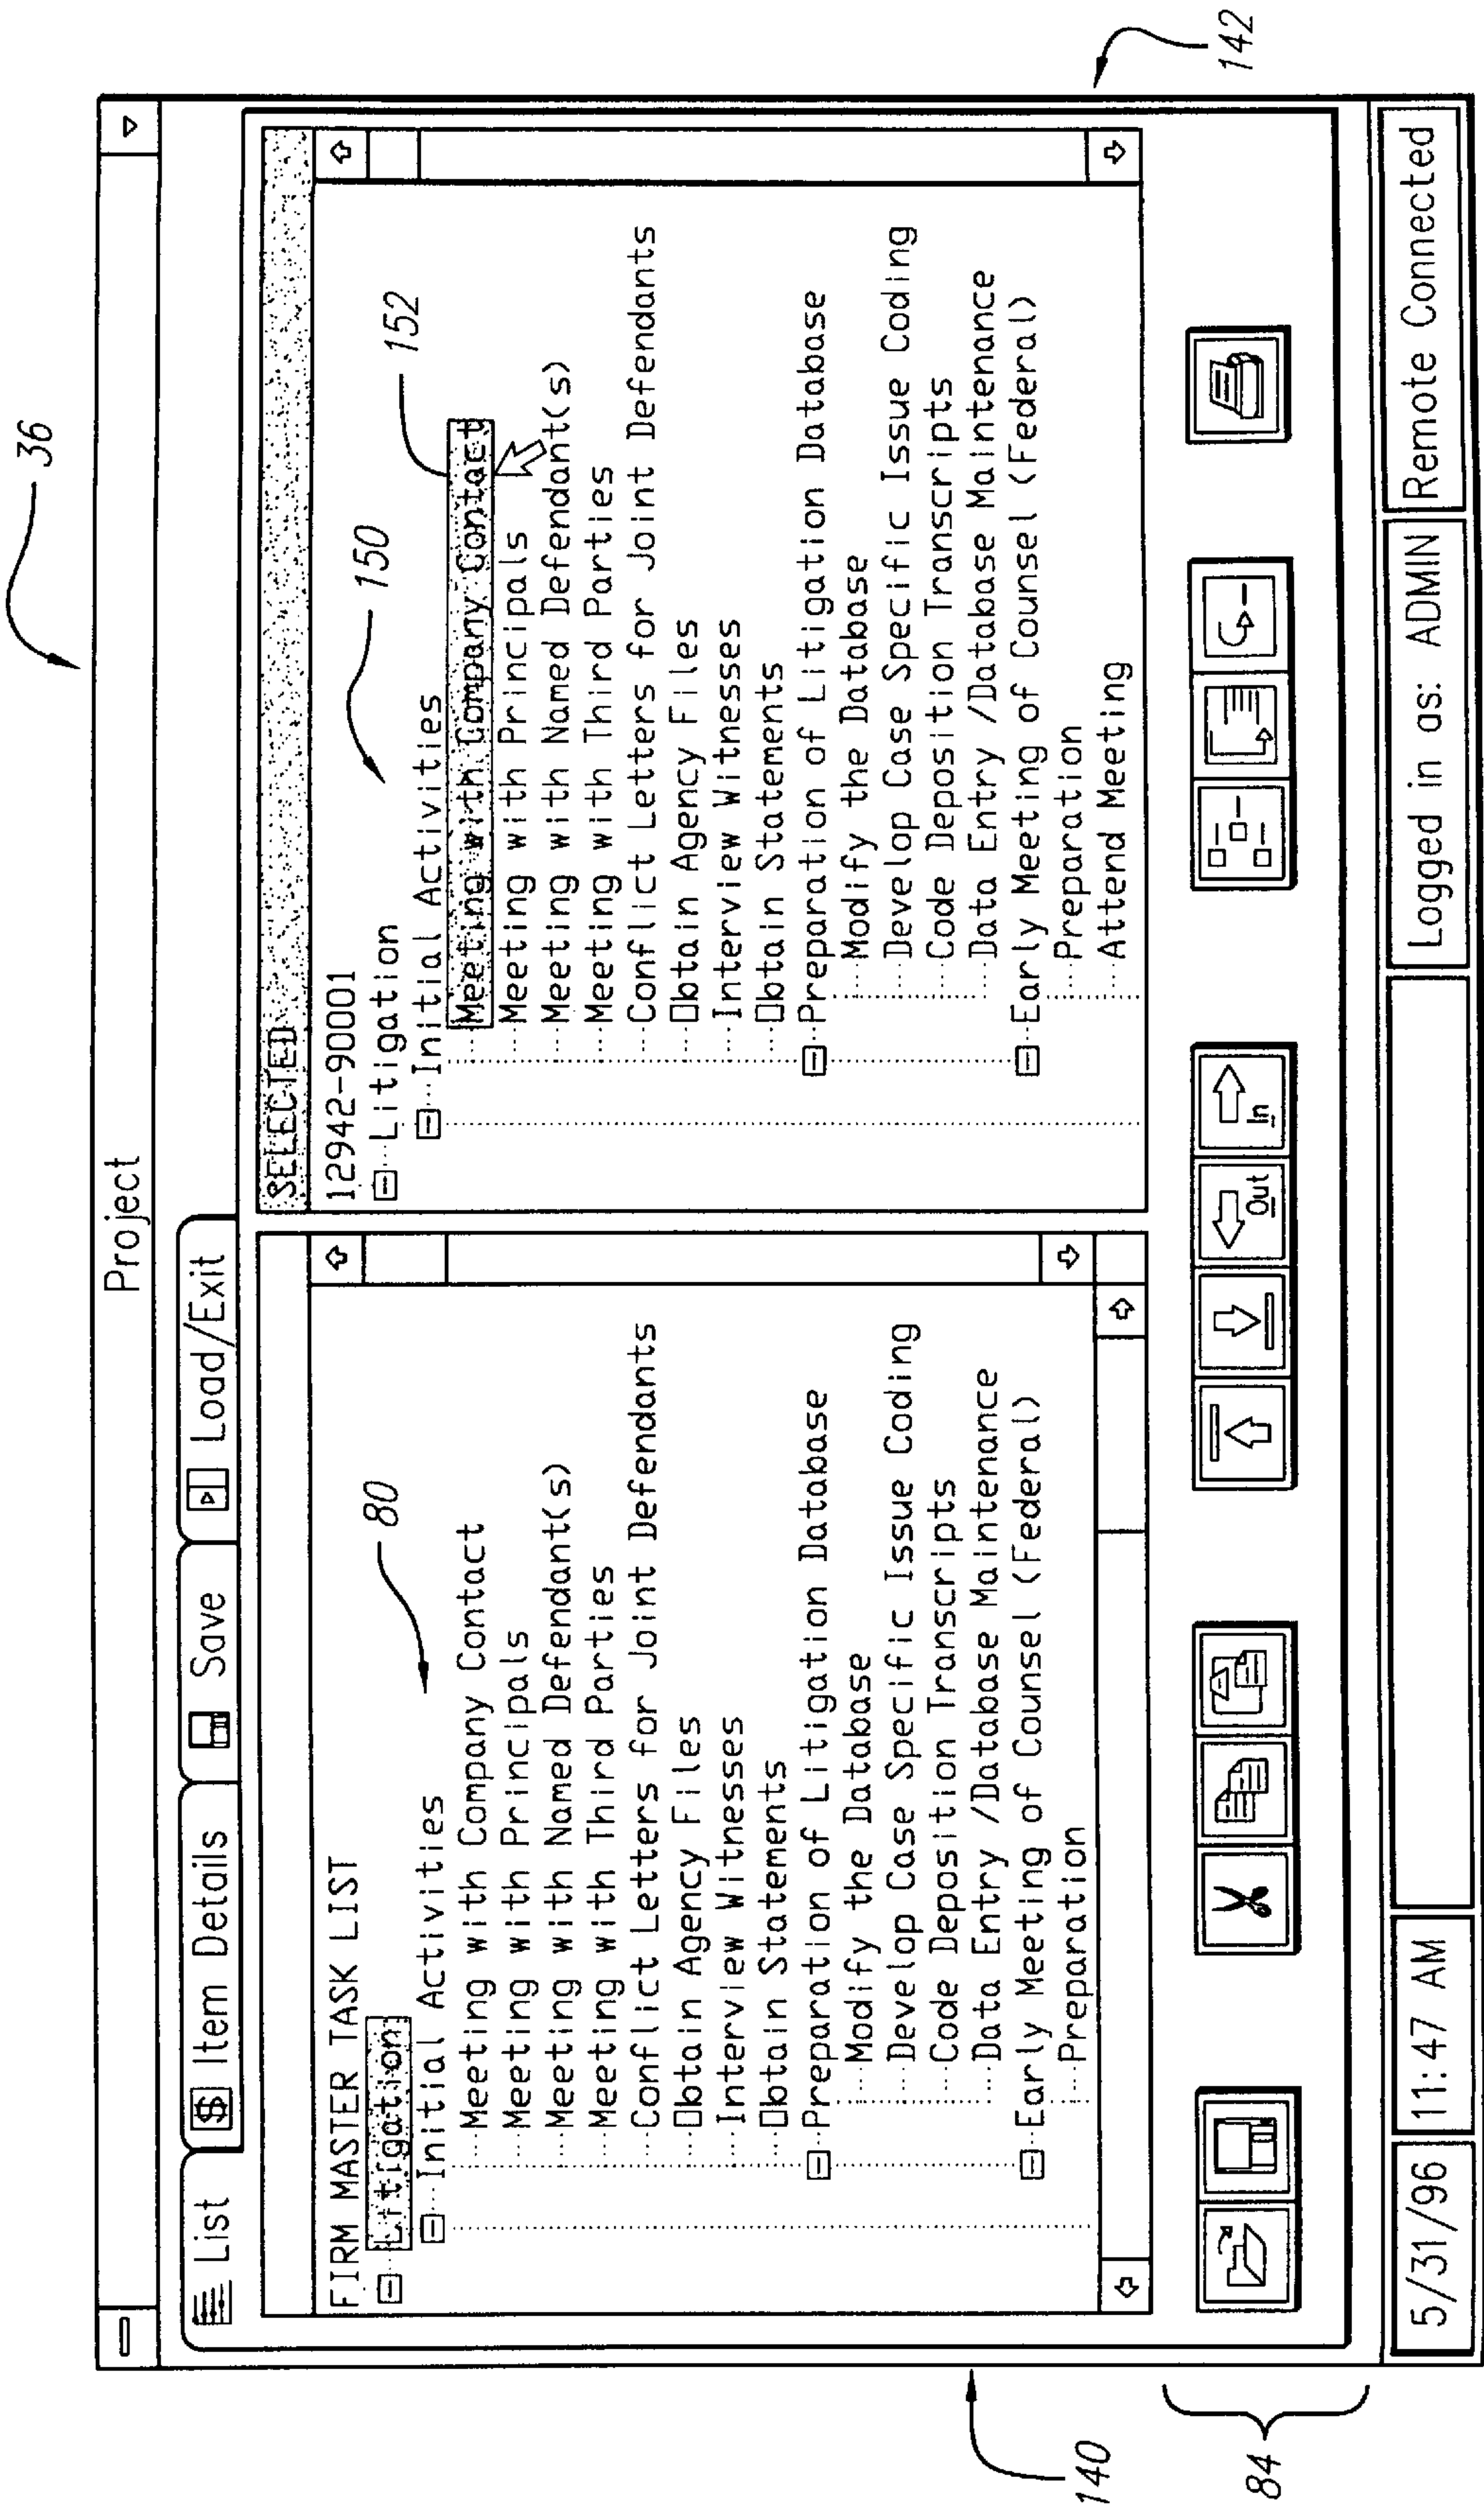 36
Project
List
$ Item Details
Save
Load/Exit
FIRM MASTER TASK LIST
Litigation
Initial Activities
Meeting with Company Contact
Meeting with Principals
Meeting with Named Defendant(s)
Meeting with Third Parties
Conflict Letters for Joint Defendants
Obtain Agency Files
Interview Witnesses
Obtain Statements
Preparation of Litigation Database
Modify the Database
Develop Case Specific Issue Coding
Code Deposition Transcripts
Data Entry /Database Maintenance
Early Meeting of Counsel (Federal)
Preparation
80
SELECTED
12942-90001
Litigation
Initial Activities
Meeting with Company Contact
Meeting with Principals
Meeting with Named Defendant(s)
Meeting with Third Parties
Conflict Letters for Joint Defendants
Obtain Agency Files
Interview Witnesses
Obtain Statements
Preparation of Litigation Database
Modify the Database
Develop Case Specific Issue Coding
Code Deposition Transcripts
Data Entry /Database Maintenance
Early Meeting of Counsel (Federal)
Preparation
Attend Meeting
150
152
140
142
84
Out
In
5/31/96
11:47 AM
Logged in as: ADMIN
Remote Connected